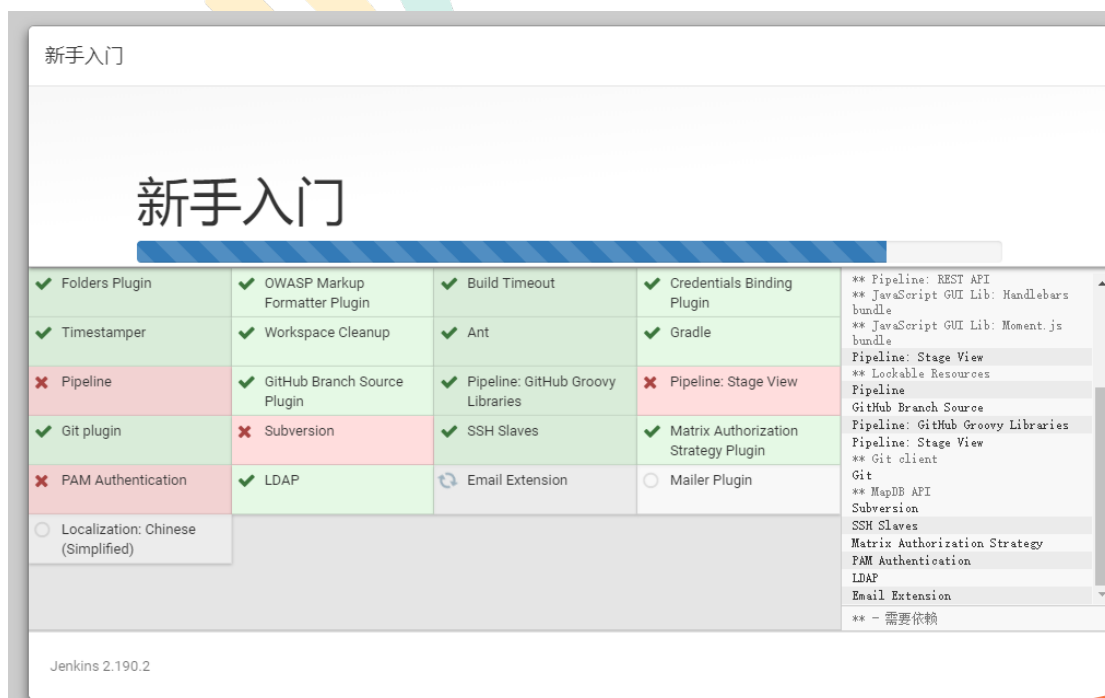 新手入门
新手入门
Folders Plugin
OWASP Markup
Formatter Plugin
Build Timeout
Credentials Binding
Plugin
Timestamper
Workspace Cleanup
Ant
Gradle
Pipeline
GitHub Branch Source
Plugin
Pipeline: GitHub Groovy
Libraries
Pipeline: Stage View
Git plugin
Subversion
SSH Slaves
Matrix Authorization
Strategy Plugin
PAM Authentication
LDAP
Email Extension
Mailer Plugin
Localization: Chinese
(Simplified)
** Pipeline: REST API
** JavaScript GUI Lib: Handlebars
bundle
** JavaScript GUI Lib: Moment.js
bundle
Pipeline: Stage View
** Lockable Resources
Pipeline
GitHub Branch Source
Pipeline: GitHub Groovy Libraries
Pipeline: Stage View
** Git client
Git
** MapDB API
Subversion
SSH Slaves
Matrix Authorization Strategy
PAM Authentication
LDAP
Email Extension
** - 需要依赖
Jenkins 2.190.2